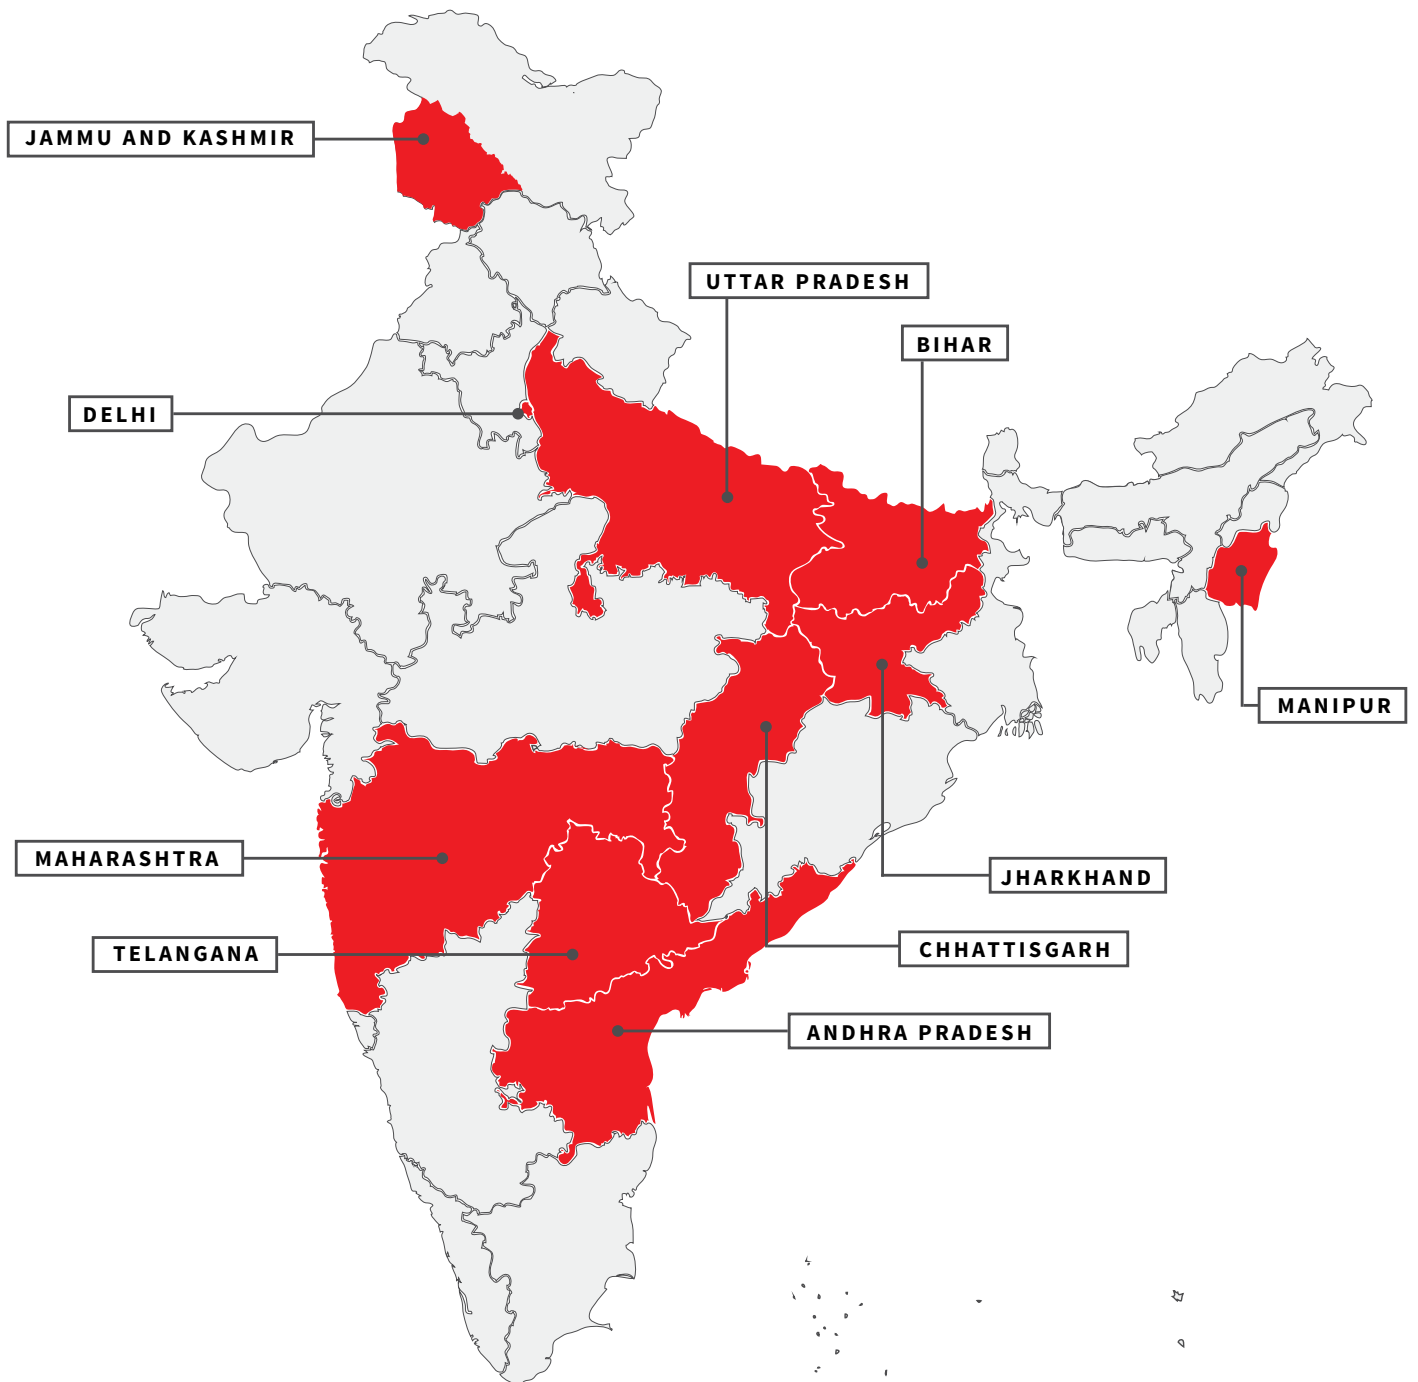 JAMMU AND KASHMIR
UTTAR PRADESH
BIHAR
DELHI
MANIPUR
MAHARASHTRA
JHARKHAND
TELANGANA
CHHATTISGARH
ANDHRA PRADESH